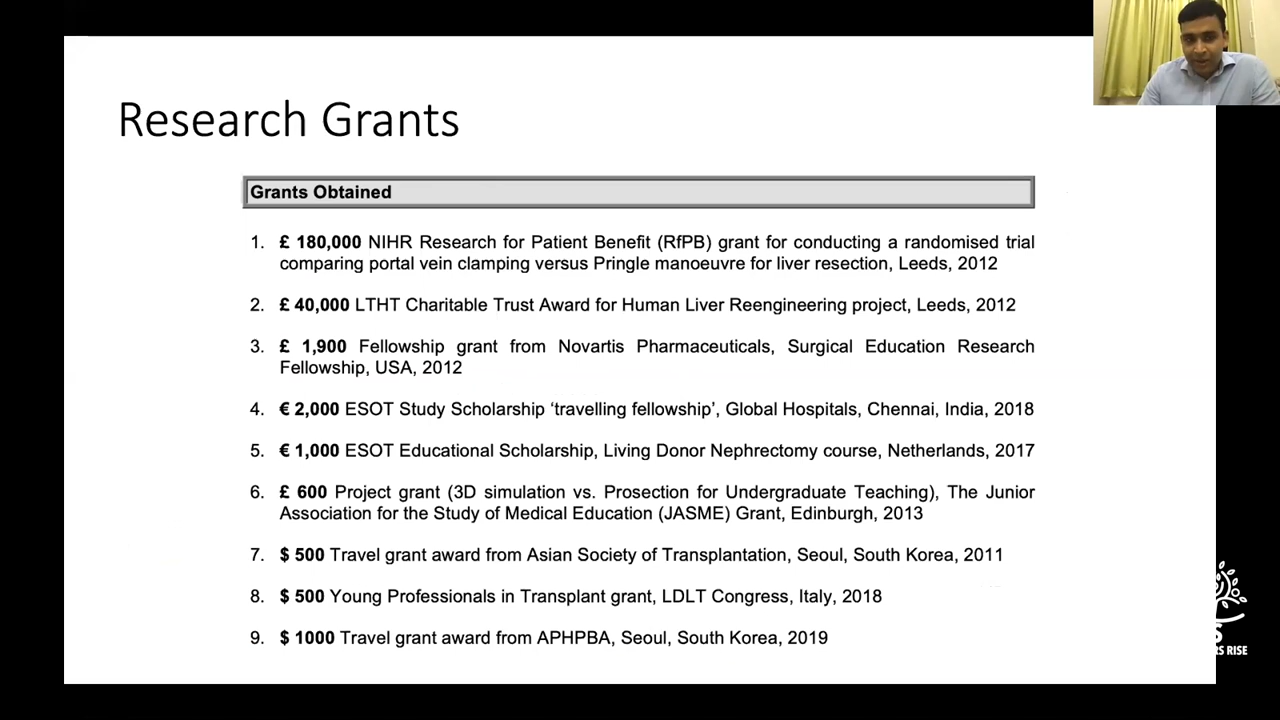 Research Grants
Grants Obtained
1. £ 180,000 NIHR Research for Patient Benefit (RfPB) grant for conducting a randomised trial
comparing portal vein clamping versus Pringle manoeuvre for liver resection, Leeds, 2012
2. £ 40,000 LTHT Charitable Trust Award for Human Liver Reengineering project, Leeds, 2012
3. £ 1,900 Fellowship grant from Novartis Pharmaceuticals, Surgical Education Research
Fellowship, USA, 2012
4. € 2,000 ESOT Study Scholarship ‘travelling fellowship’, Global Hospitals, Chennai, India, 2018
5. € 1,000 ESOT Educational Scholarship, Living Donor Nephrectomy course, Netherlands, 2017
6. £ 600 Project grant (3D simulation vs. Prosection for Undergraduate Teaching), The Junior
Association for the Study of Medical Education (JASME) Grant, Edinburgh, 2013
7. $ 500 Travel grant award from Asian Society of Transplantation, Seoul, South Korea, 2011
8. $ 500 Young Professionals in Transplant grant, LDLT Congress, Italy, 2018
9. $ 1000 Travel grant award from APHPBA, Seoul, South Korea, 2019
RISE